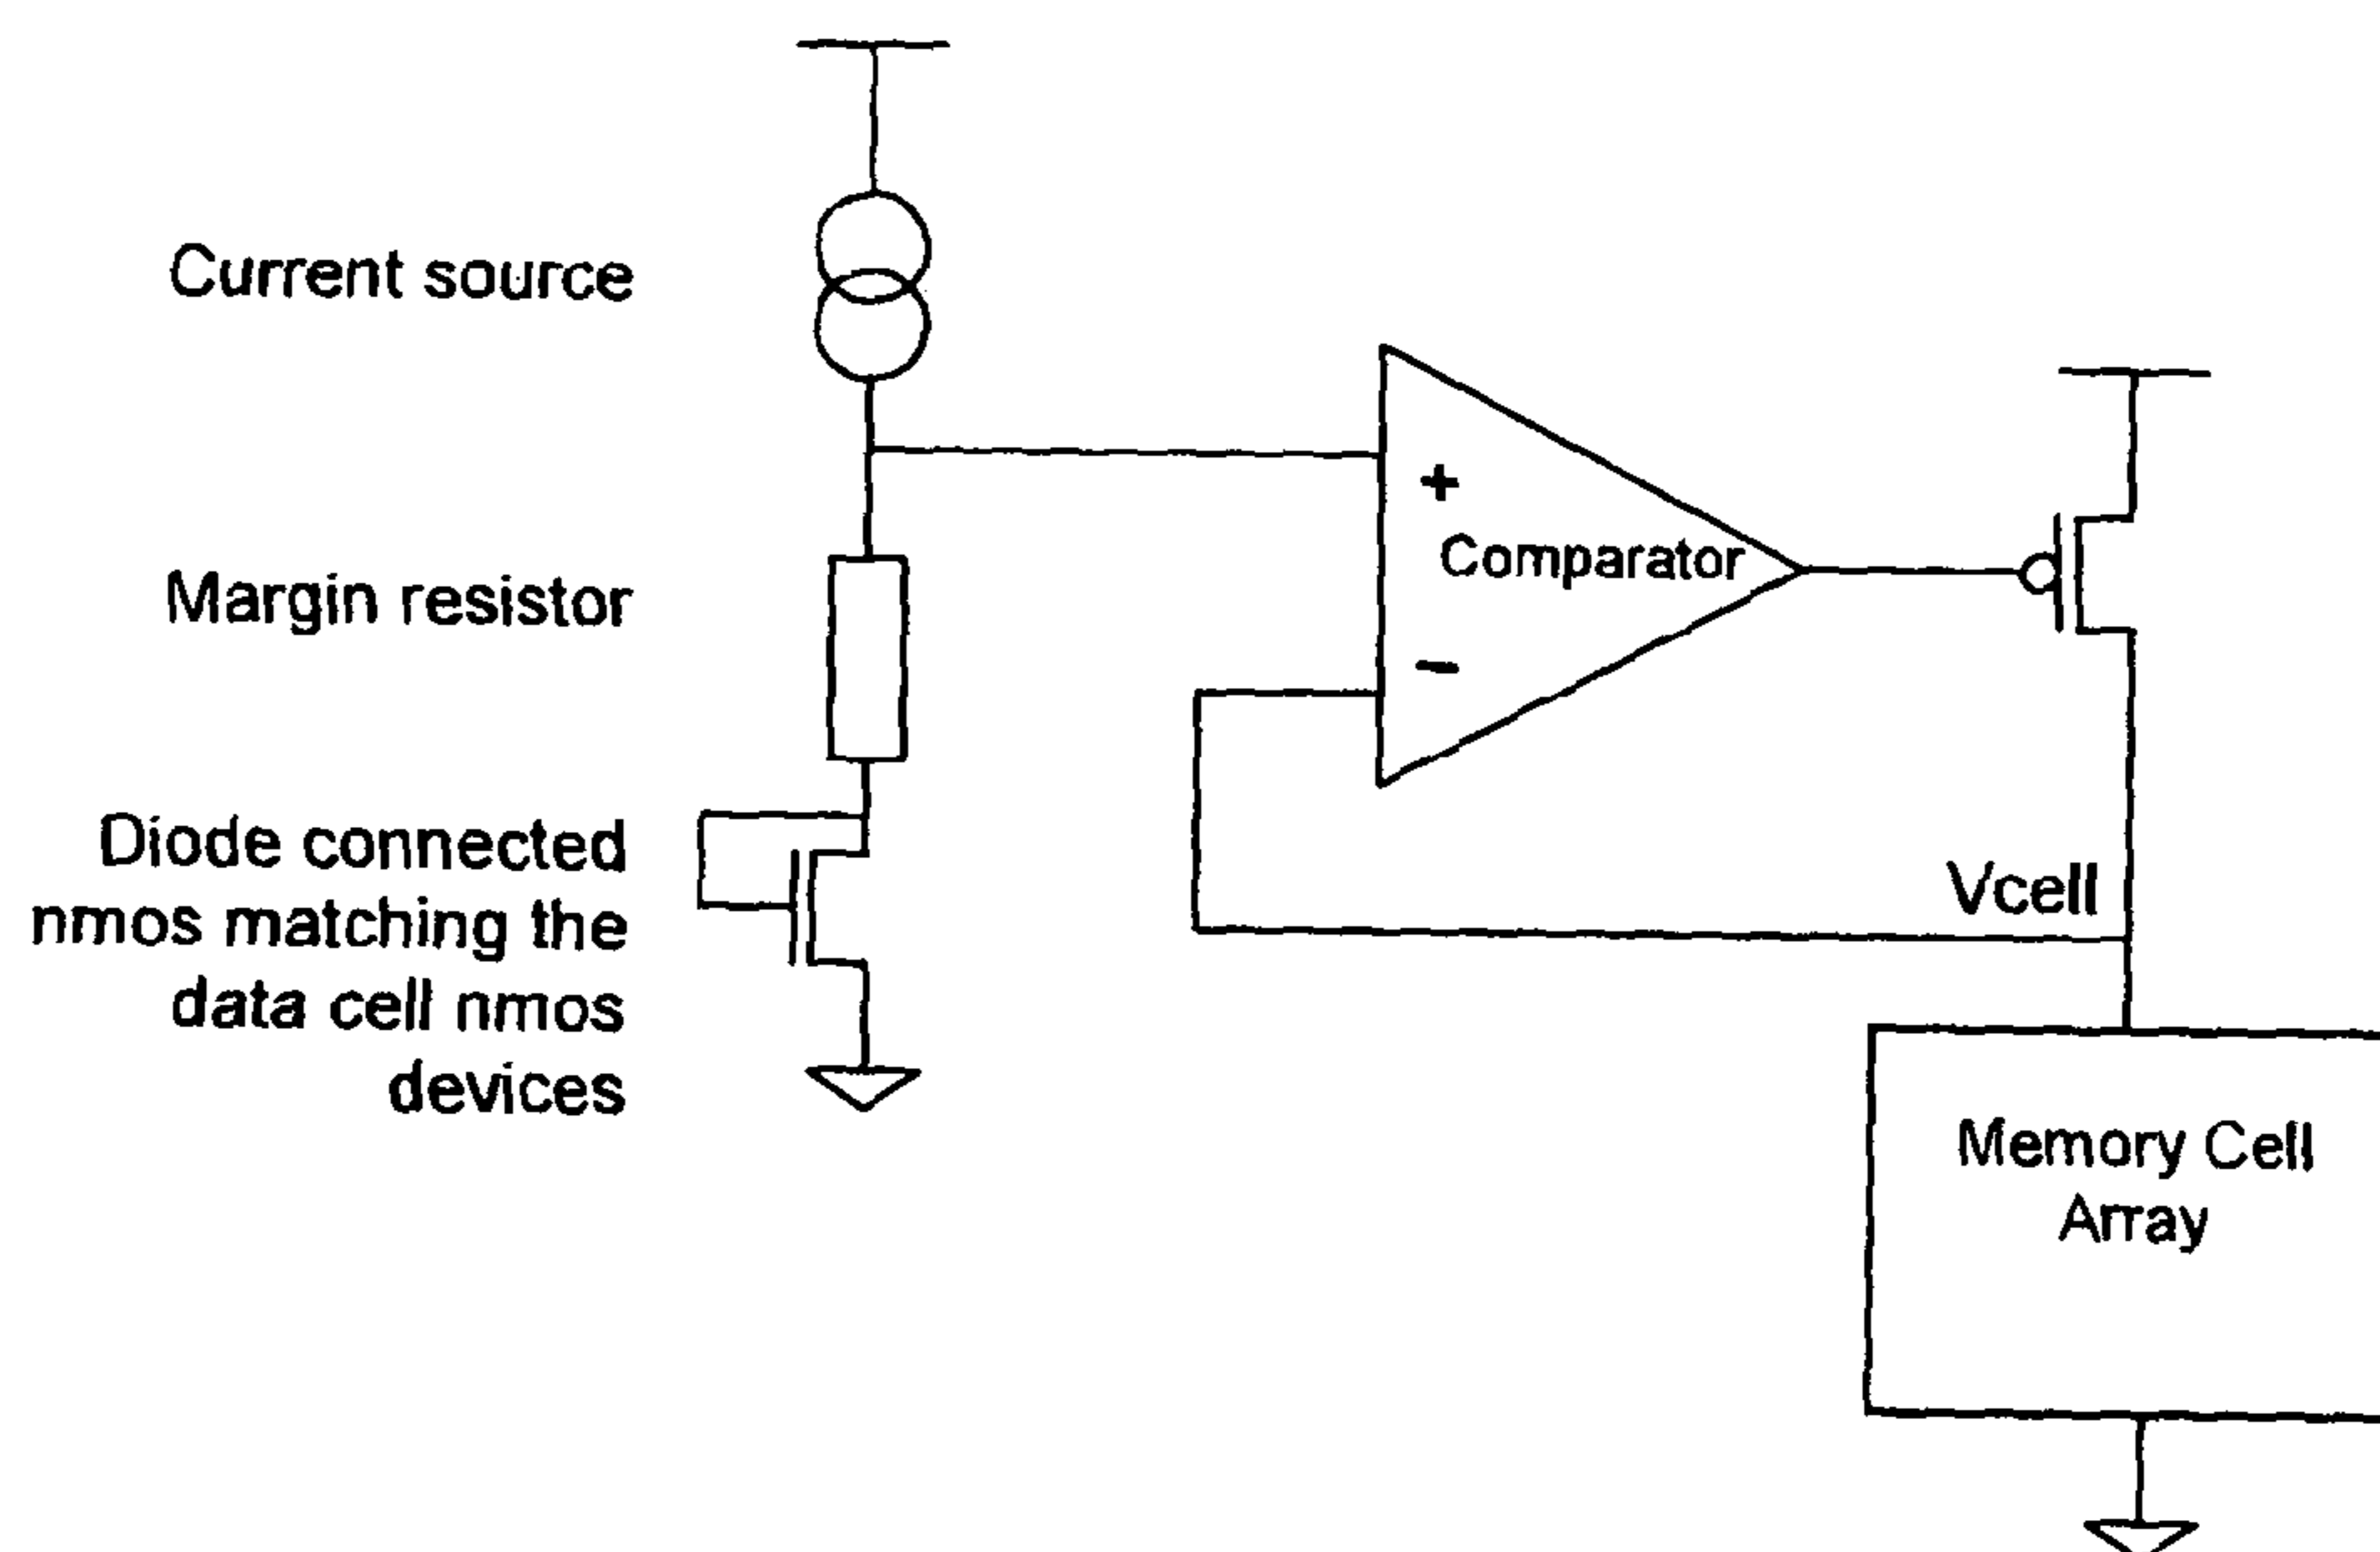 Current source
Margin resistor
Diode connected
nmos matching the
data cell nmos
devices
+
Comparator
-
Vcell
Memory Cell
Array